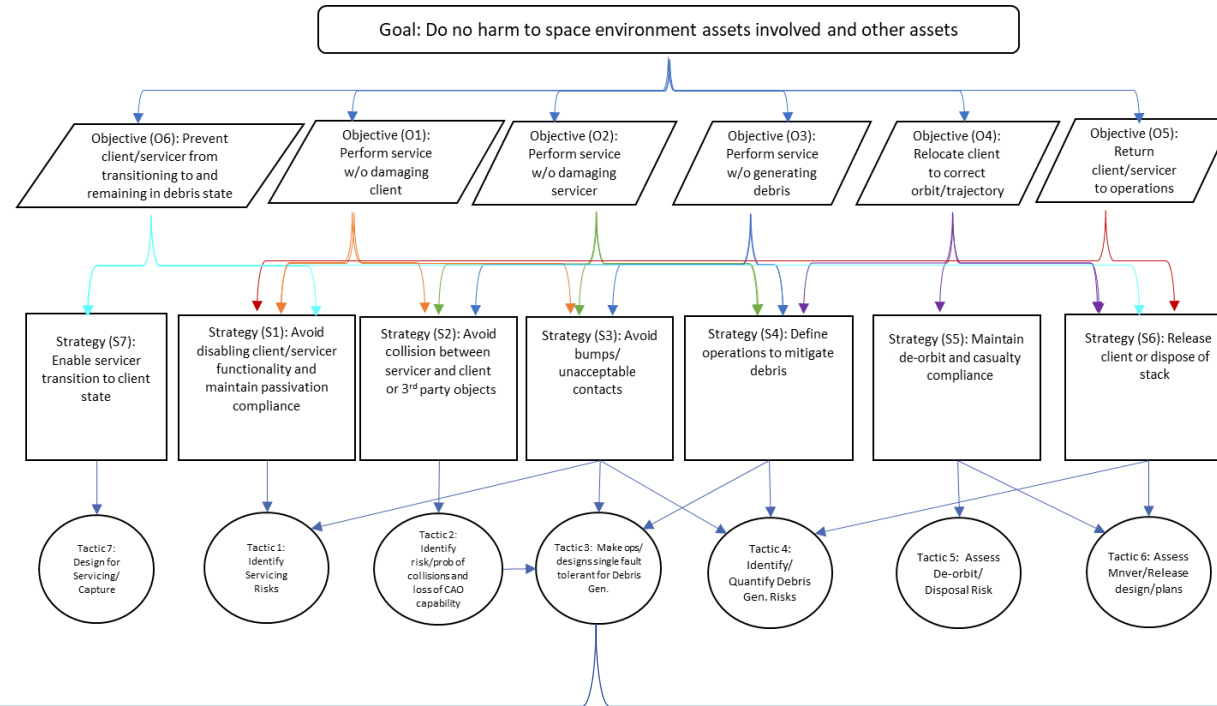 Goal: Do no harm to space environment assets involved and other assets
Objective (O6): Prevent
client/servicer from
transitioning to and
remaining in debris state
Objective (O1):
Perform service
w/o damaging
client
Objective (O2):
Perform service
w/o damaging
servicer
Objective (O3):
Perform service
w/o generating
debris
Objective (O4):
Relocate client
to correct
orbit/trajectory
Objective (O5):
Return
client/servicer
to operations
Strategy (S7):
Enable servicer
transition to client
state
Strategy (S1): Avoid
disabling client/servicer
functionality and
maintain passivation
compliance
Strategy (S2): Avoid
collision between
servicer and client
or 3rd party objects
Strategy (S3): Avoid
bumps/
unacceptable
contacts
Strategy (S4): Define
operations to mitigate
debris
Strategy (S5): Maintain
de-orbit and casualty
compliance
Strategy (S6): Release
client or dispose of
stack
Tactic 7:
Design for
Servicing/
Capture
Tactic 1:
Identify
Servicing
Risks
Tactic 2:
Identify
risk/prob of
collisions and
loss of CAO
capability
Tactic 3: Make ops/
designs single fault
tolerant for Debris
Gen.
Tactic 4:
Identify/
Quantify Debris
Gen. Risks
Tactic 5: Assess
De-orbit/
Disposal Risk
Tactic 6: Assess
Mnver/Release
design/plans